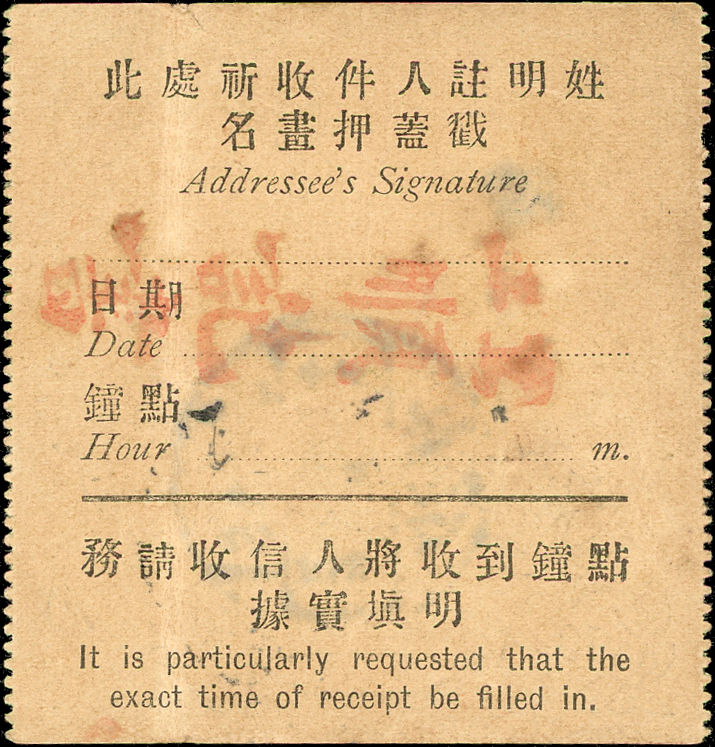 此處祈收件人註明姓
名畫押蓋戳
Addressee's Signature
日期
Date
鐘點
Hour m.
務請收信人將收到鐘點
據實塡明
It is particularly requested that the
exact time of receipt be filled in.